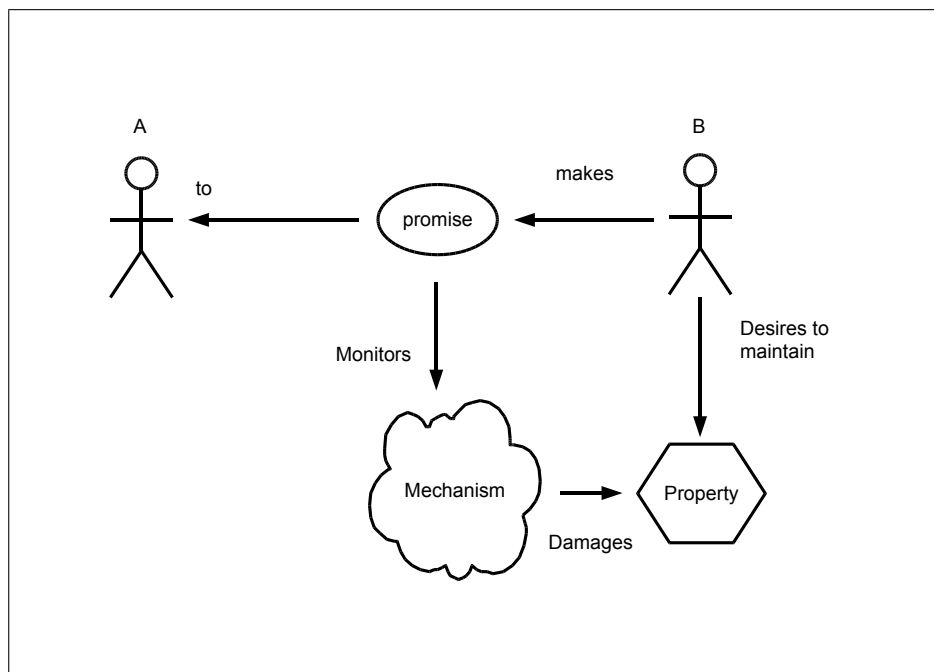 A
B
makes
to
promise
Desires to
maintain
Monitors
Mechanism
Property
Damages